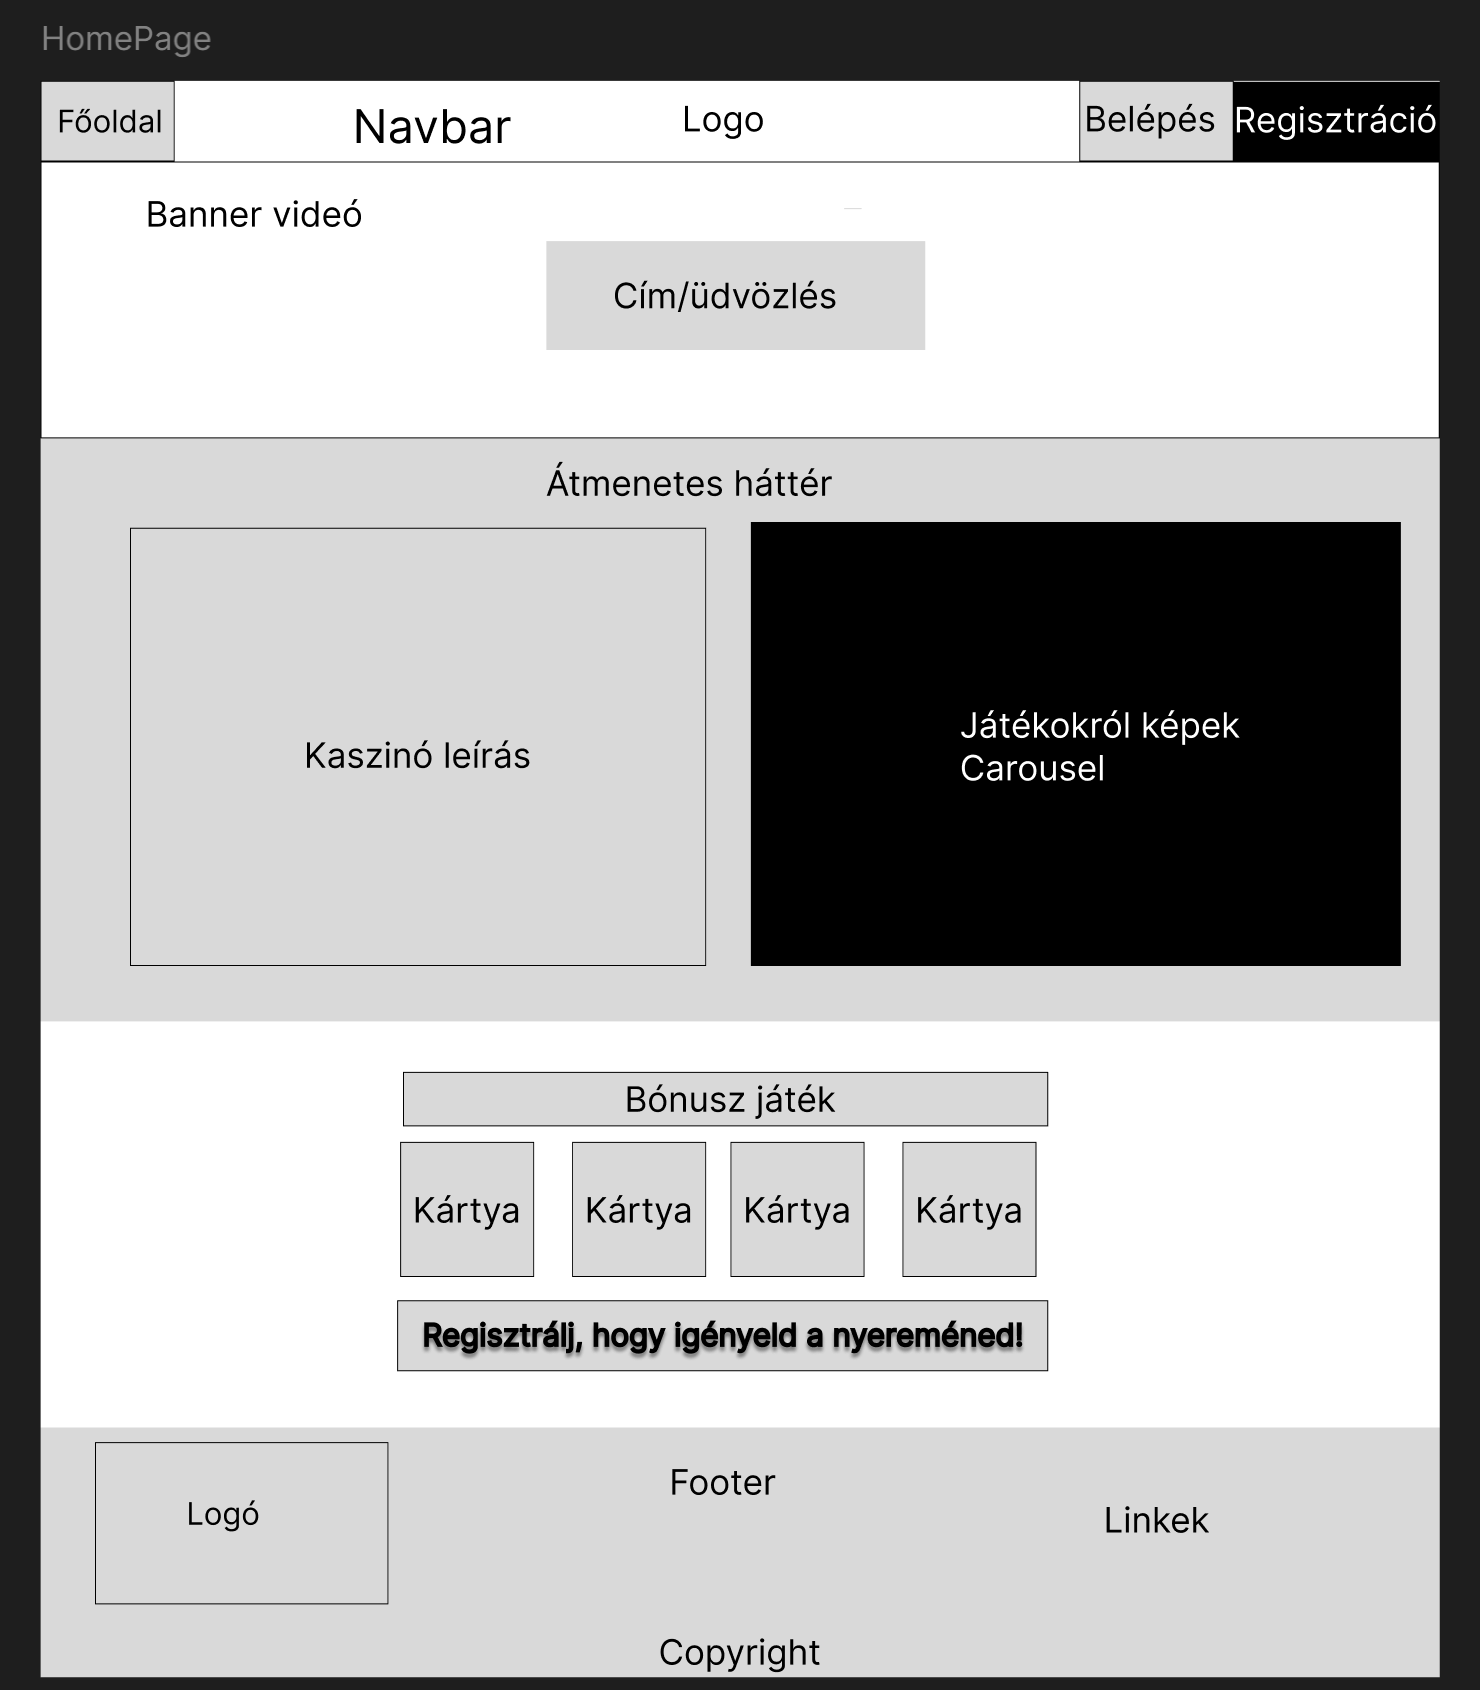 HomePage
Főoldal
Navbar
Logo
Belépés
Regisztráció
Banner videó
Cím/üdvözlés
Átmenetes háttér
Kaszinó leírás
Játékokról képek
Carousel
Bónusz játék
Kártya
Kártya
Kártya
Kártya
Regisztrálj, hogy igényeld a nyereméned!
Logó
Footer
Linkek
Copyright